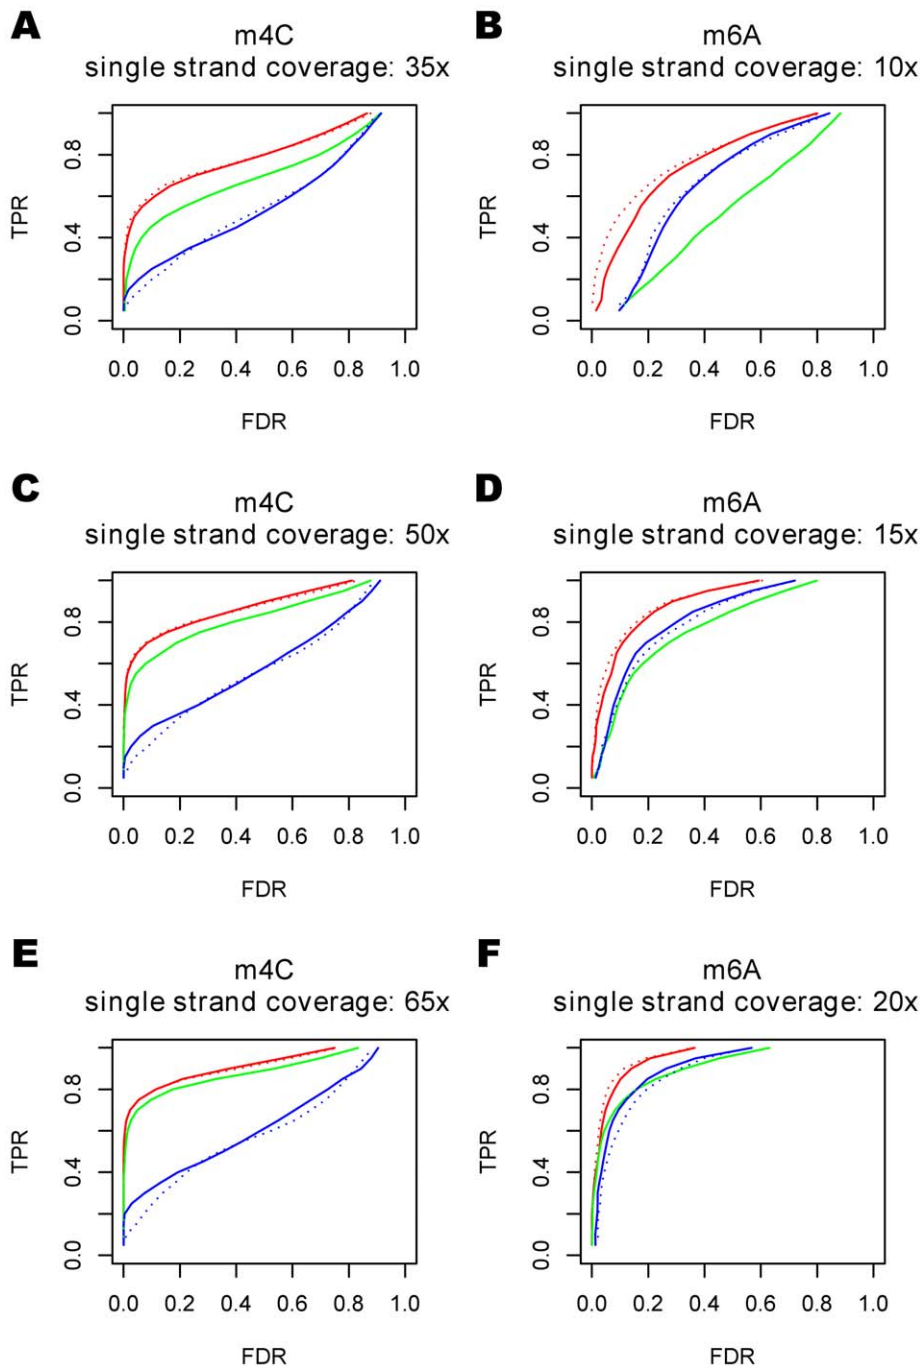 A
m4C
single strand coverage: 35x
TPR
0.8
0.4
0.0
0.0 0.2 0.4 0.6 0.8 1.0
FDR
B
m6A
single strand coverage: 10x
TPR
0.8
0.4
0.0
0.0 0.2 0.4 0.6 0.8 1.0
FDR
C
m4C
single strand coverage: 50x
TPR
0.8
0.4
0.0
0.0 0.2 0.4 0.6 0.8 1.0
FDR
D
m6A
single strand coverage: 15x
TPR
0.8
0.4
0.0
0.0 0.2 0.4 0.6 0.8 1.0
FDR
E
m4C
single strand coverage: 65x
TPR
0.8
0.4
0.0
0.0 0.2 0.4 0.6 0.8 1.0
FDR
F
m6A
single strand coverage: 20x
TPR
0.8
0.4
0.0
0.0 0.2 0.4 0.6 0.8 1.0
FDR